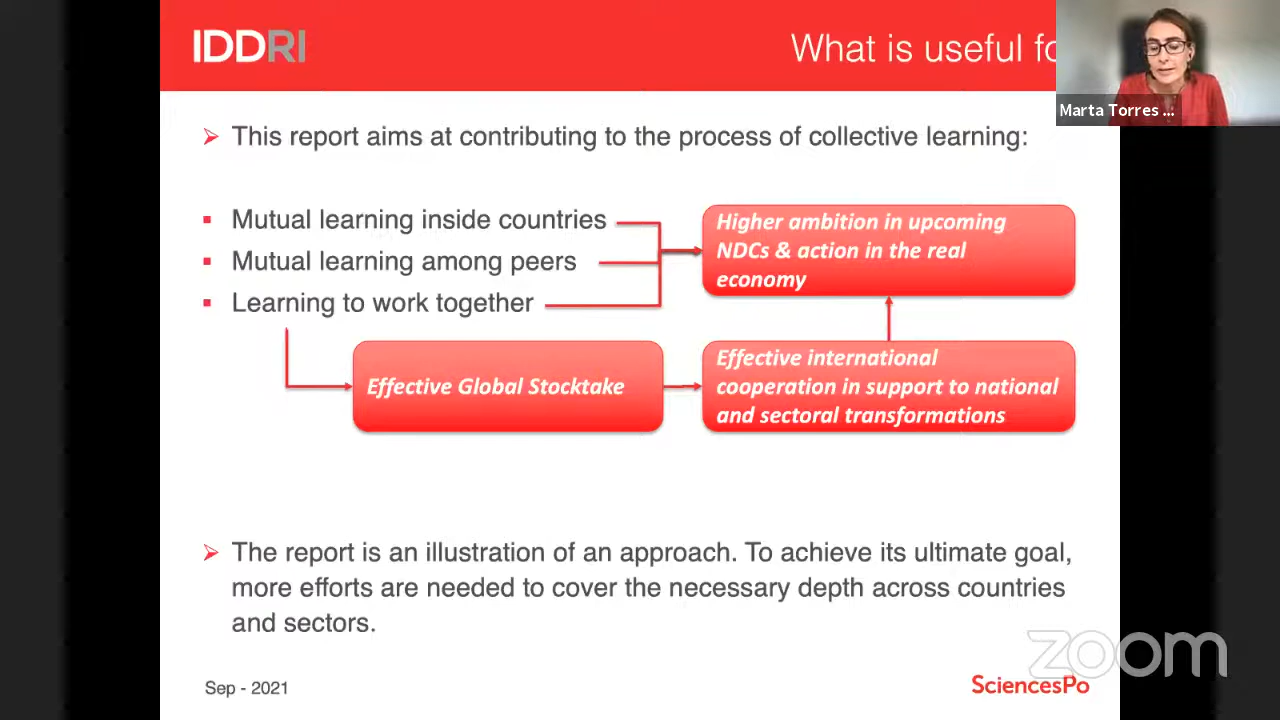 IDDRI
What is useful fo
Marta Torres ...
This report aims at contributing to the process of collective learning:
Mutual learning inside countries
Mutual learning among peers
Learning to work together
Higher ambition in upcoming
NDCs & action in the real
economy
Effective Global Stocktake
Effective international
cooperation in support to national
and sectoral transformations
The report is an illustration of an approach. To achieve its ultimate goal,
more efforts are needed to cover the necessary depth across countries
and sectors.
Sep - 2021
SciencesPo
zoom